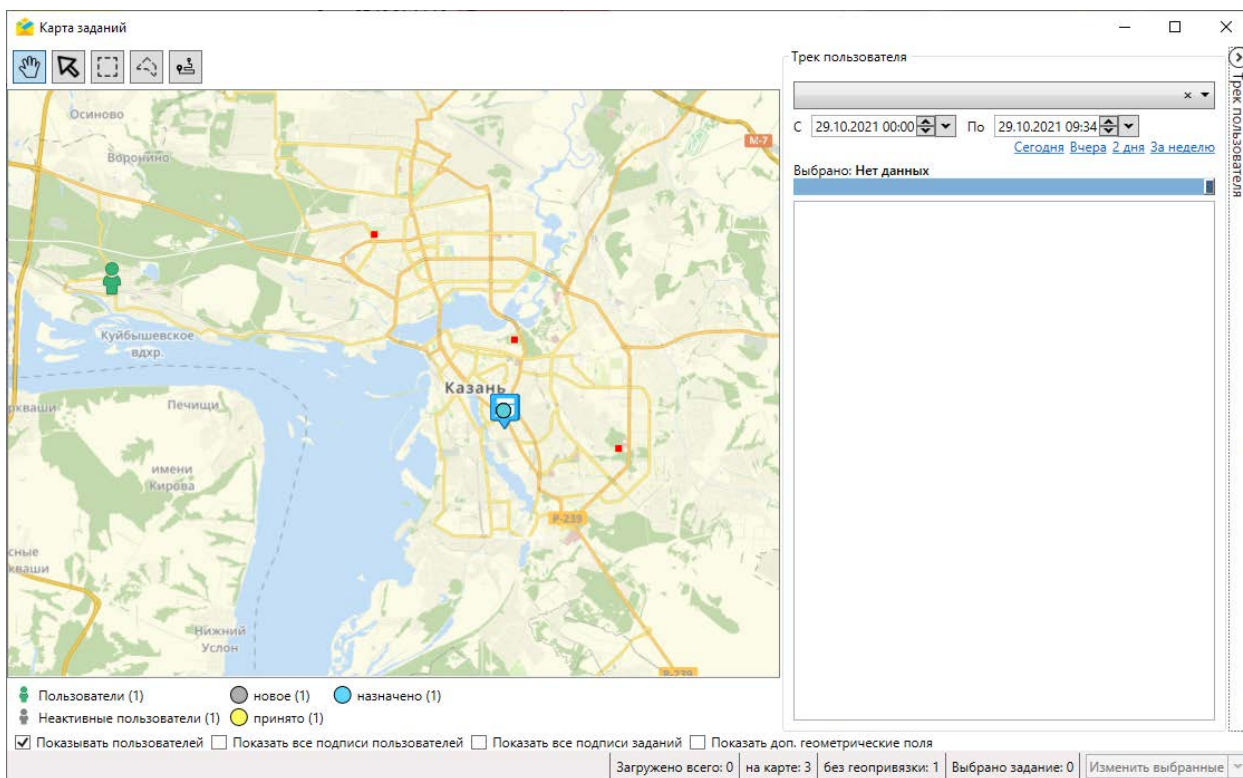 Карта заданий
Трек пользователя
С 29.10.2021 00:00 По 29.10.2021 09:34
Сегодня Вчера 2 дня За неделю
Выбрано: Нет данных
Трек пользователя
Осиново
Воронино
М-7
Куйбышевское
вдхр.
Казань
Печищи
ркваши
имени
Кирова
Р-239
сные
кваши
Нижний
Услон
Р-239
Пользователи (1) новое (1) назначено (1)
Неактивные пользователи (1) принято (1)
Показывать пользователей Показать все подписи пользователей Показать все подписи заданий Показать доп. геометрические поля
Загружено всего: 0 на карте: 3 без геопривязки: 1 Выбрано задание: 0 Изменить выбранные